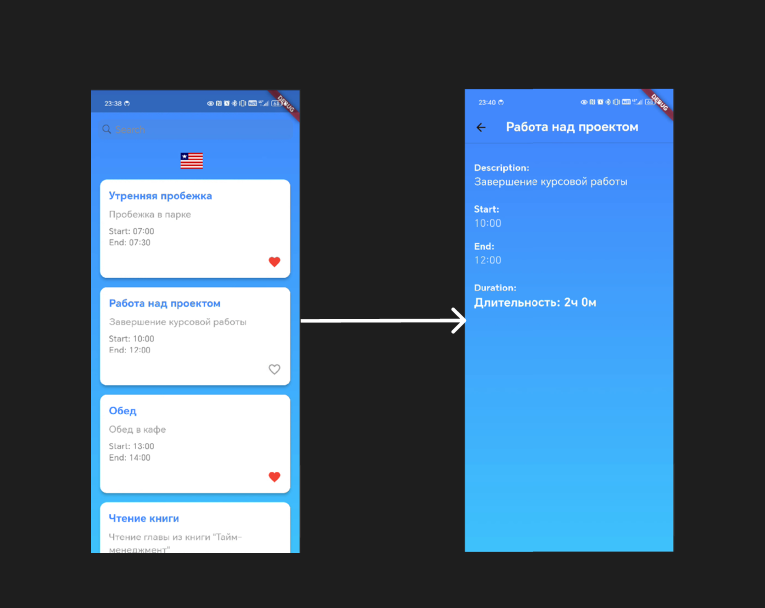 23:38
DEBUG
Search
Утренняя пробежка
Пробежка в парке
Start: 07:00
End: 07:30
Работа над проектом
Завершение курсовой работы
Start: 10:00
End: 12:00
Обед
Обед в кафе
Start: 13:00
End: 14:00
Чтение книги
Чтение главы из книги "Тайм-
менеджмент"
23:40
DEBUG
Работа над проектом
Description:
Завершение курсовой работы
Start:
10:00
End:
12:00
Duration:
Длительность: 2ч 0м